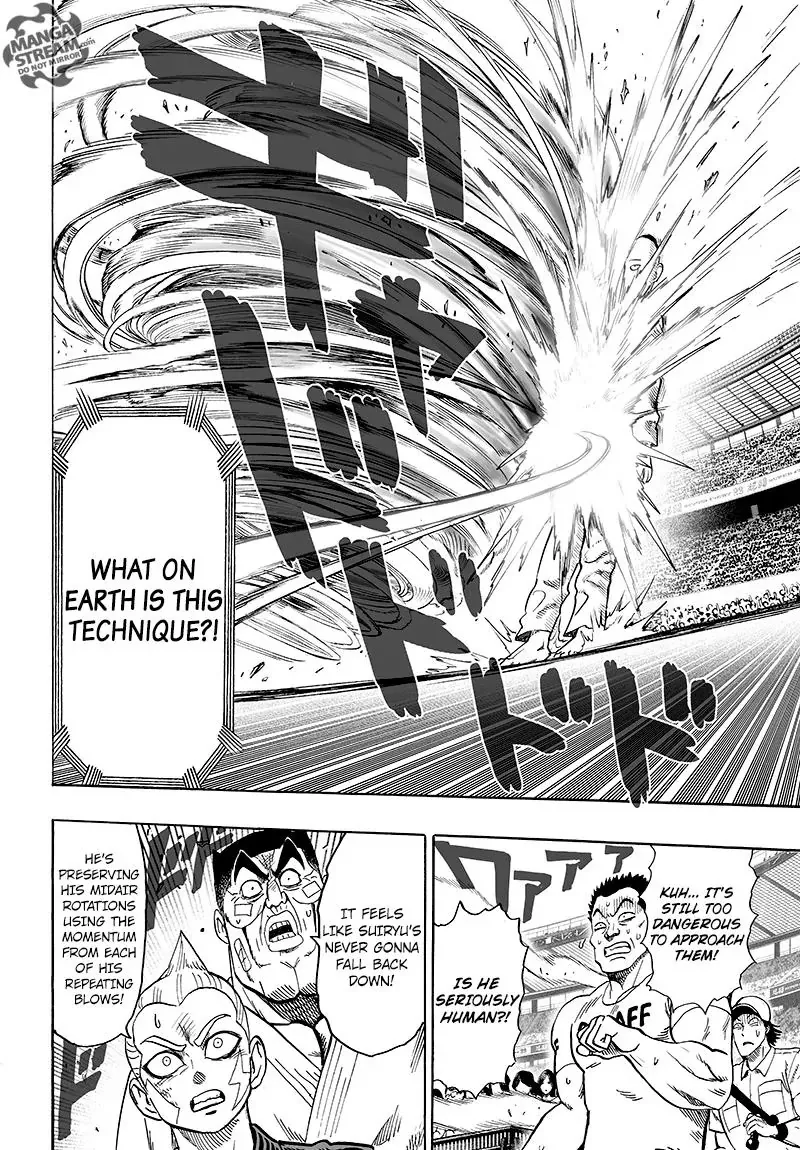 MANGA
STREAM.com
DO NOT MIRROR
ギャドドドドド
WHAT ON
EARTH IS THIS
TECHNIQUE?!
ワアアア
KUH... IT'S
STILL TOO
DANGEROUS
TO APPROACH
THEM!
IS HE
SERIOUSLY
HUMAN?!
AFF
IT FEELS
LIKE SUIRYU'S
NEVER GONNA
FALL BACK
DOWN!
HE'S
PRESERVING
HIS MIDAIR
ROTATIONS
USING THE
MOMENTUM
FROM EACH
OF HIS
REPEATING
BLOWS!